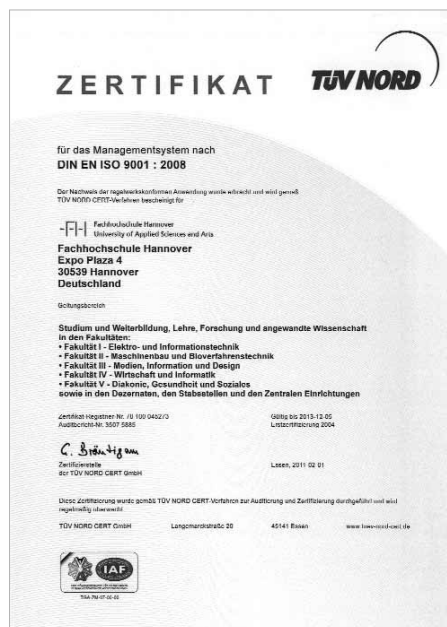 ZERTIFIKAT
TÜV NORD
für das Managementsystem nach
DIN EN ISO 9001 : 2008
Der Nachweis der regelwerkskonformen Anwendung wurde erbracht und wird gemäß
TÜV NORD CERT-Verfahren bescheinigt für
Fachhochschule Hannover
University of Applied Sciences and Arts
Fachhochschule Hannover
Expo Plaza 4
30539 Hannover
Deutschland
Geltungsbereich
Studium und Weiterbildung, Lehre, Forschung und angewandte Wissenschaft
in den Fakultäten:
• Fakultät I - Elektro- und Informationstechnik
• Fakultät II - Maschinenbau und Bioverfahrenstechnik
• Fakultät III - Medien, Information und Design
• Fakultät IV - Wirtschaft und Informatik
• Fakultät V - Diakonie, Gesundheit und Soziales
sowie in den Dezernaten, den Stabsstellen und den Zentralen Einrichtungen
Zertifikat-Registrier-Nr. 78 100 045273
Auditbericht-Nr. 3507 5885
Gültig bis 2013-12-05
Erstzertifizierung 2004
Zertifizierstelle
der TÜV NORD CERT GmbH
Essen, 2011-02-01
Diese Zertifizierung wurde gemäß TÜV NORD CERT-Verfahren zur Auditierung und Zertifizierung durchgeführt und wird
regelmäßig überwacht
TÜV NORD CERT GmbH
Langemarckstraße 20
45141 Essen
www.tuev-nord-cert.de
IAF